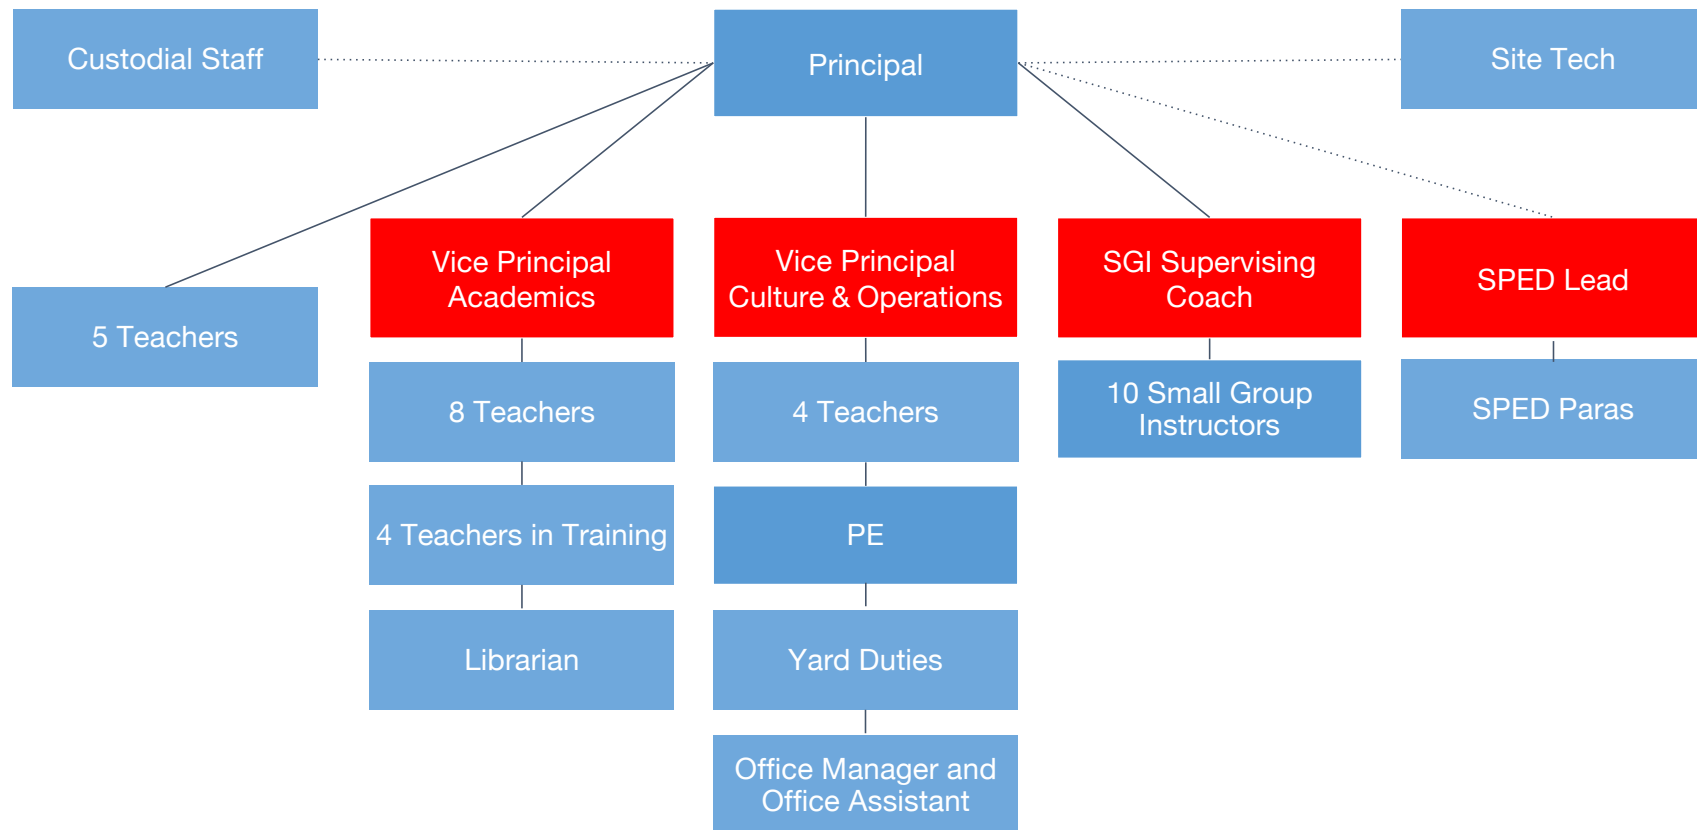 Custodial Staff
Principal
Site Tech
5 Teachers
Vice Principal
Academics
Vice Principal
Culture & Operations
SGI Supervising
Coach
SPED Lead
8 Teachers
4 Teachers
10 Small Group
Instructors
SPED Paras
4 Teachers in Training
PE
Librarian
Yard Duties
Office Manager and
Office Assistant